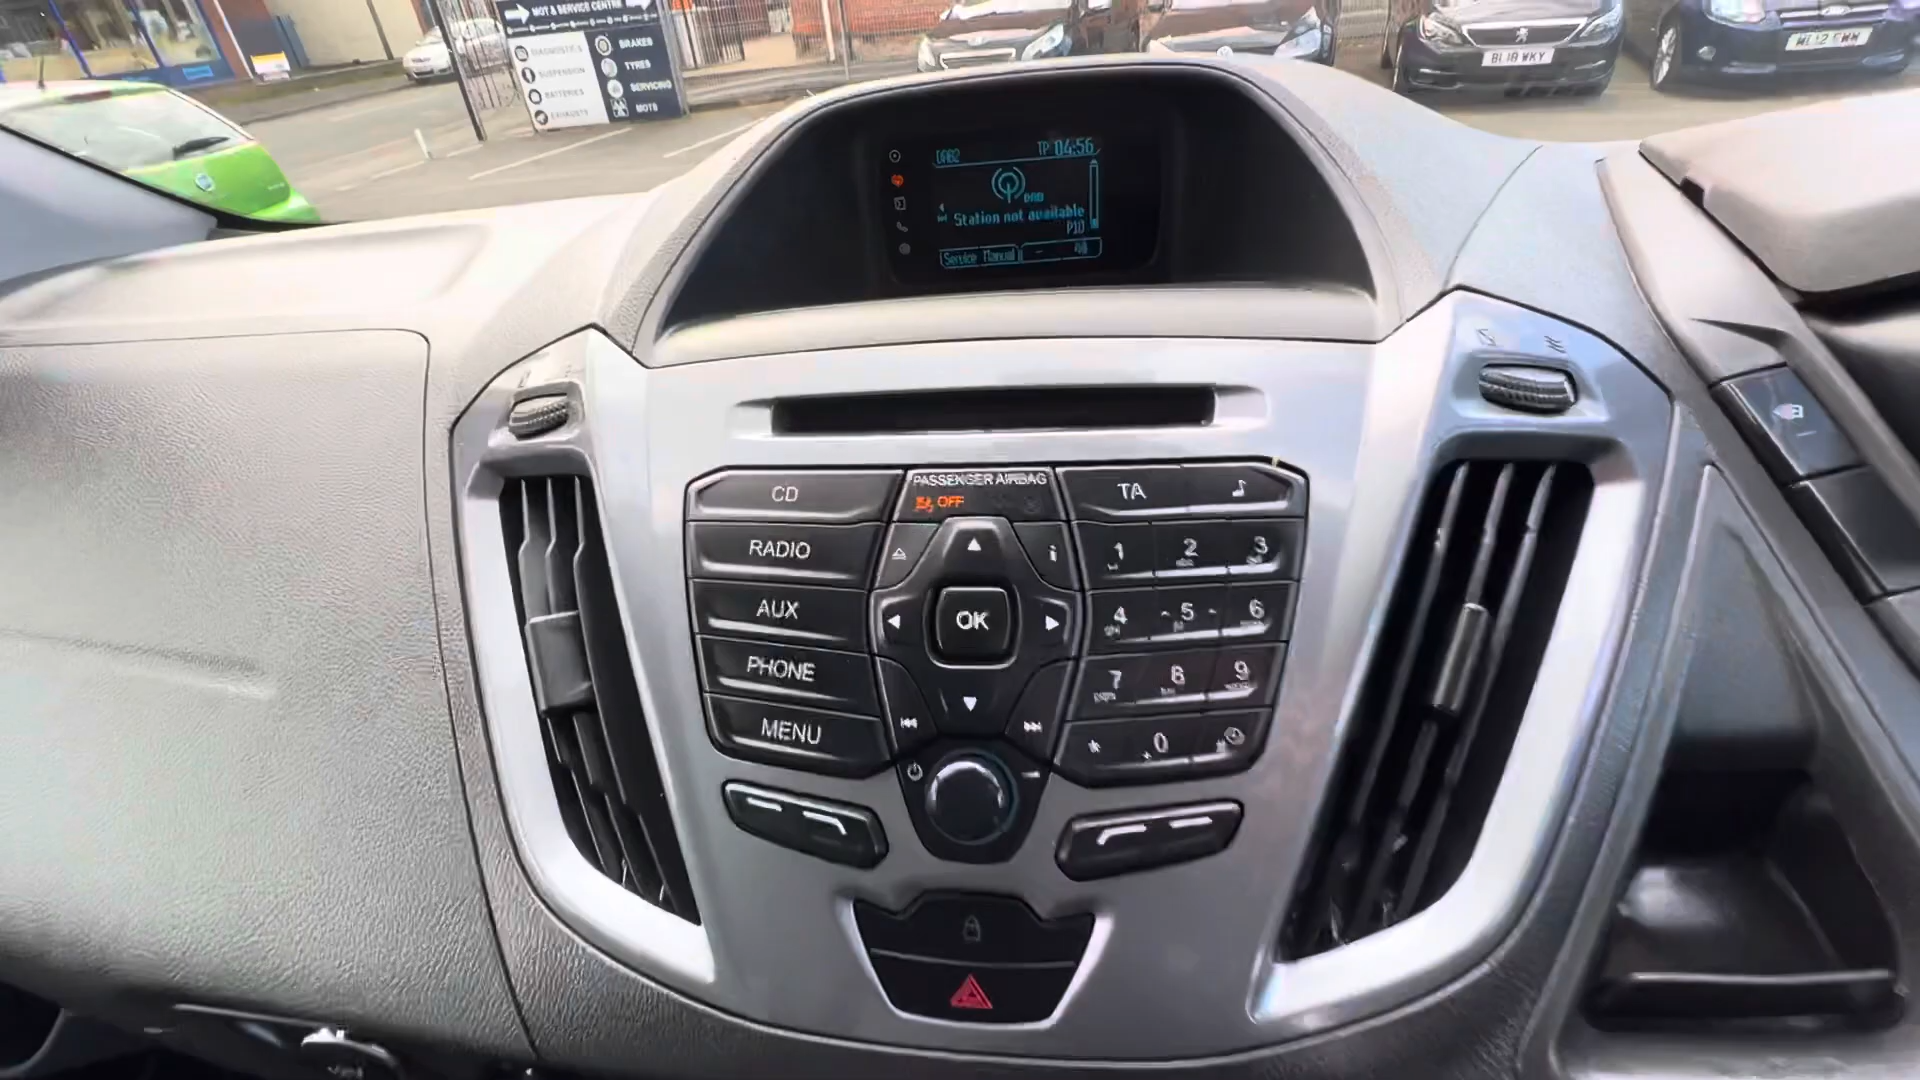 MOT & SERVICE CENTRE
DIAGNOSTICS
BRAKES
SUSPENSION
TYRES
BATTERIES
SERVICING
EXHAUSTS
MOTS
BL18 WKY
DAB2
TP 04:56
DAB
Station not available
P10
Service
Manual
CD
PASSENGER AIRBAG
OFF
TA
RADIO
i
1
2
3
AUX
OK
4
5
6
PHONE
7
8
9
MENU
*
+ 0
#